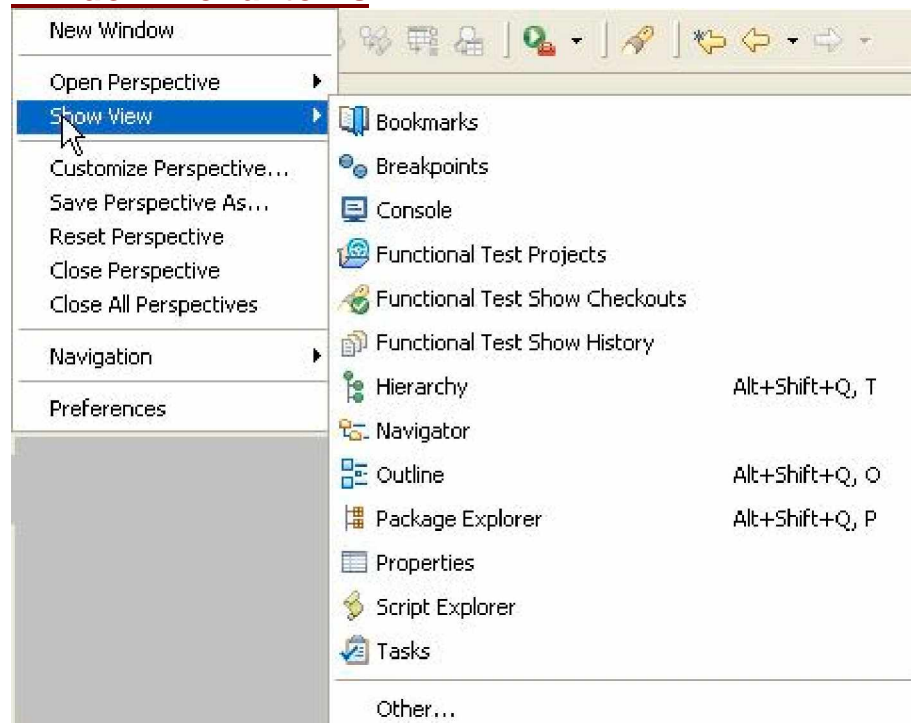 New Window
Open Perspective
Show View
Customize Perspective...
Save Perspective As...
Reset Perspective
Close Perspective
Close All Perspectives
Navigation
Preferences
Bookmarks
Breakpoints
Console
Functional Test Projects
Functional Test Show Checkouts
Functional Test Show History
Hierarchy Alt+Shift+Q, T
Navigator
Outline Alt+Shift+Q, O
Package Explorer Alt+Shift+Q, P
Properties
Script Explorer
Tasks
Other...